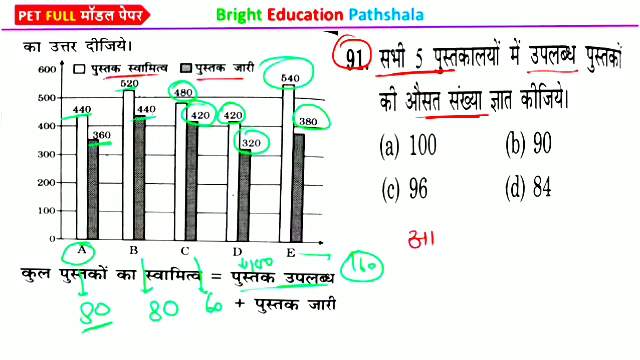 PET FULL मॉडल पेपर
Bright Education Pathshala
का उत्तर दीजिये।
पुस्तक स्वामित्व
पुस्तक जारी
600
500
400
300
200
100
0
440
360
520
440
480
420
420
320
540
380
A B C D E
कुल पुस्तकों का स्वामित्व = पुस्तक उपलब्ध
+ पुस्तक जारी
80 80 60 100 160
91. सभी 5 पुस्तकालयों में उपलब्ध पुस्तकों
की औसत संख्या ज्ञात कीजिये।
(a) 100 (b) 90
(c) 96 (d) 84